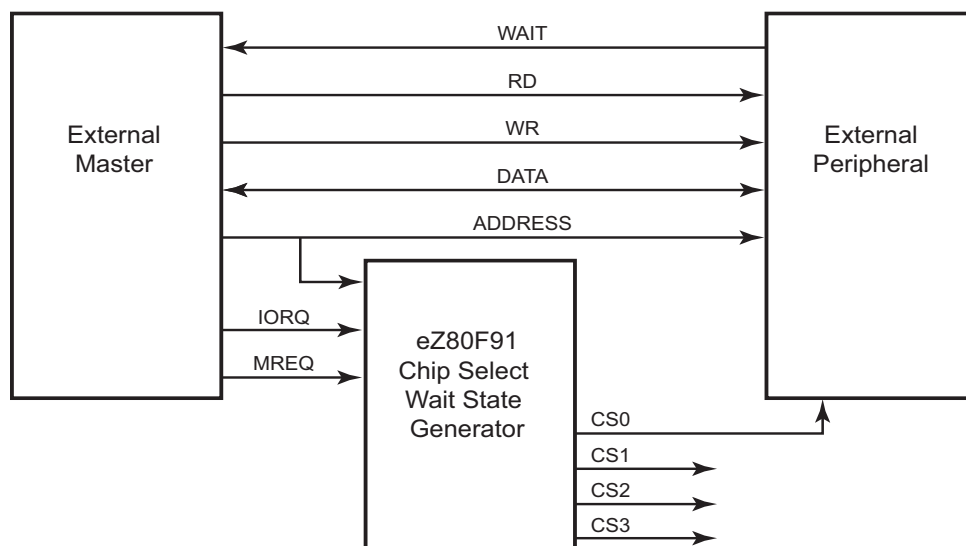 WAIT
RD
WR
DATA
ADDRESS
External
Master
External
Peripheral
IORQ
MREQ
eZ80F91
Chip Select
Wait State
Generator
CS0
CS1
CS2
CS3